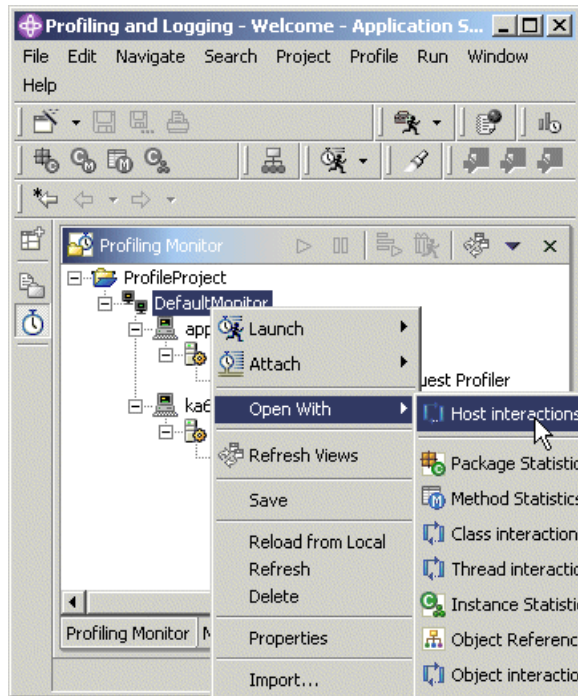 Profiling and Logging - Welcome - Application S...
File Edit Navigate Search Project Profile Run Window
Help
Profiling Monitor
ProfileProject
DefaultMonitor
app
Launch
Attach
uest Profiler
ka6
Open With
Host interactions
Refresh Views
Package Statistic
Save
Method Statistics
Reload from Local
Class interaction
Refresh
Thread interactio
Delete
Instance Statisti
Properties
Object Referenc
Import...
Object interactio
Profiling Monitor